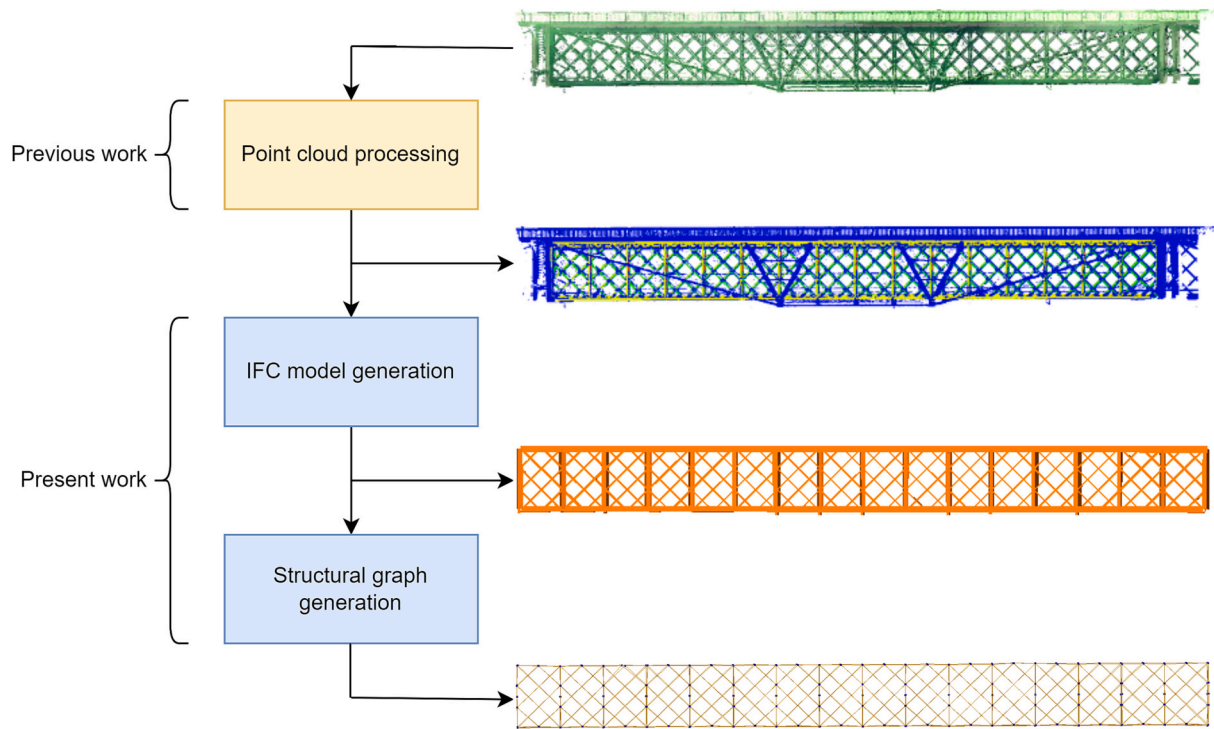 Previous work
Point cloud processing
IFC model generation
Present work
Structural graph
generation